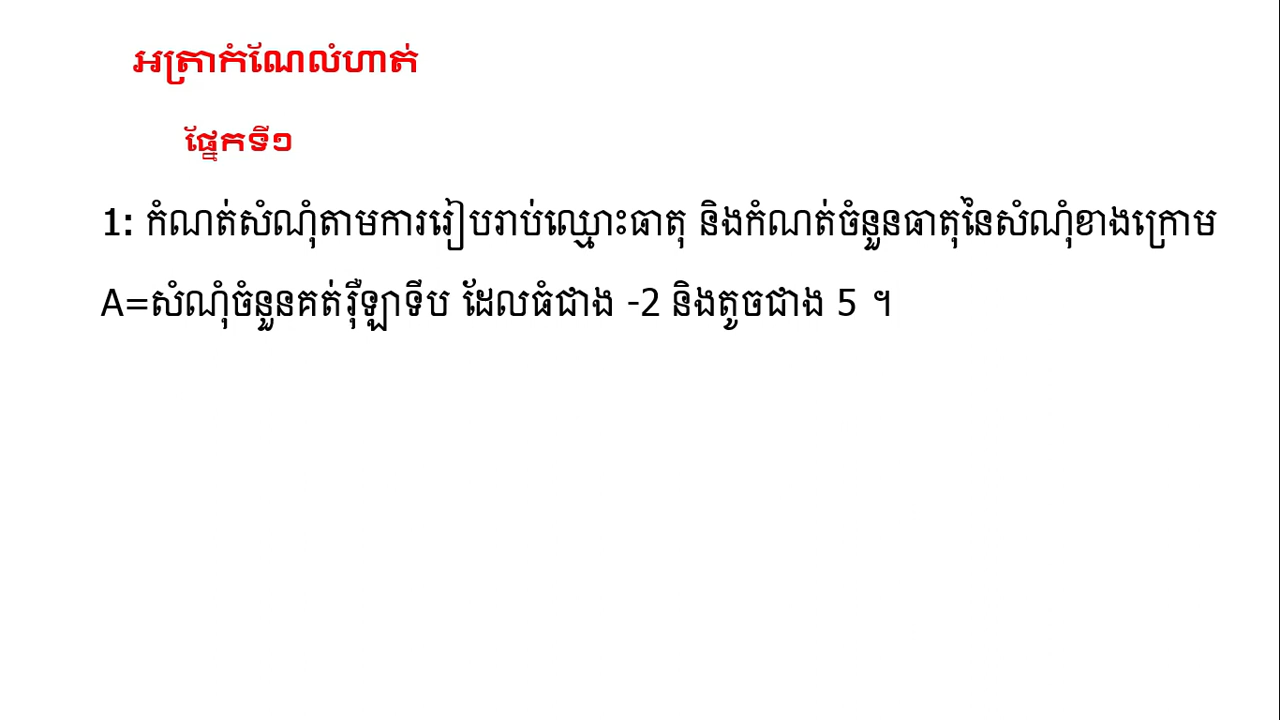 អត្រាកំណែលំហាត់
ផ្នែកទី១
1: កំណត់សំណុំតាមការរៀបរាប់ឈ្មោះធាតុ និងកំណត់ចំនួនធាតុនៃសំណុំខាងក្រោម
A=សំណុំចំនួនគត់រ៉ឺឡាទីប ដែលធំជាង -2 និងតូចជាង 5 ។